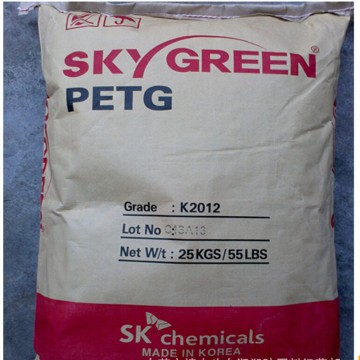 SKYGREEN®
PETG
Grade : K2012
Lot No
Net W/t : 25KGS/55LBS
SK chemicals
MADE IN KOREA